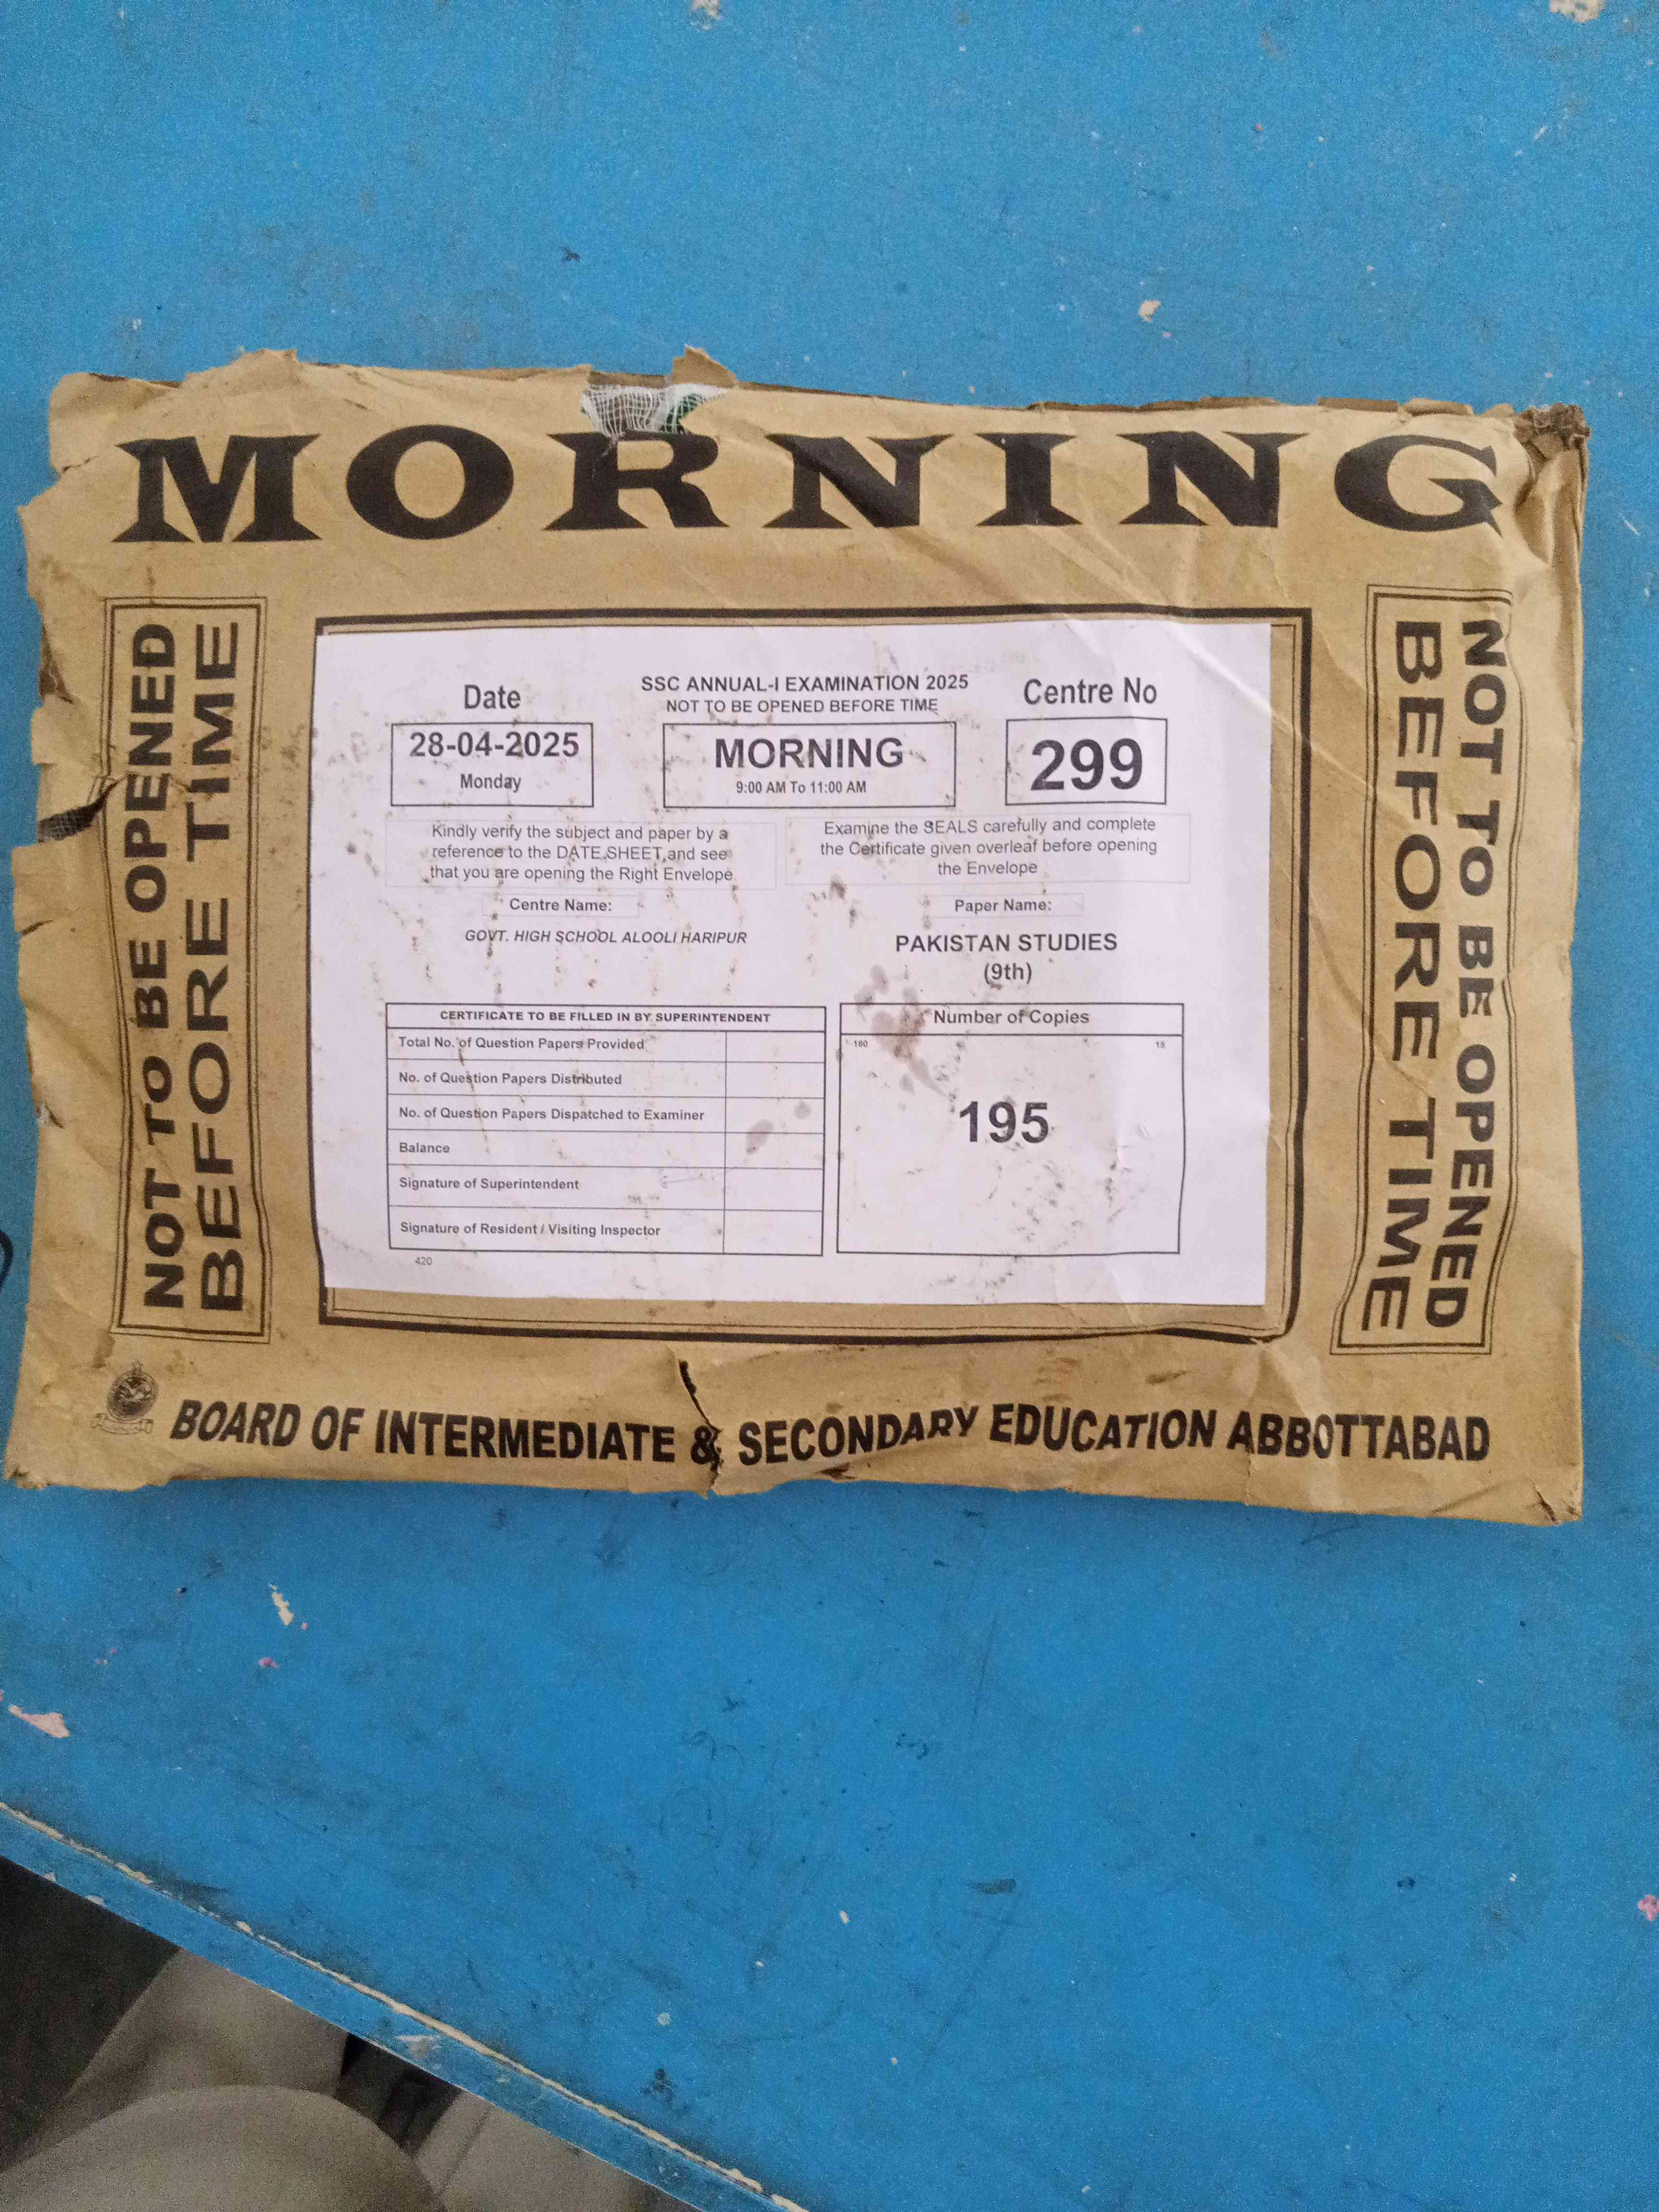 MORNING
NOT TO BE OPENED
BEFORE TIME
Date
28-04-2025
Monday
SSC ANNUAL-I EXAMINATION 2025
NOT TO BE OPENED BEFORE TIME
MORNING
9:00 AM To 11:00 AM
Centre No
299
Kindly verify the subject and paper by a
reference to the DATE SHEET and see
that you are opening the Right Envelope.
Examine the SEALS carefully and complete
the Certificate given overleaf before opening
the Envelope
Centre Name:
GOVT. HIGH SCHOOL ALOOLI HARIPUR
Paper Name:
PAKISTAN STUDIES
(9th)
CERTIFICATE TO BE FILLED IN BY SUPERINTENDENT
Total No. of Question Papers Provided
No. of Question Papers Distributed
No. of Question Papers Dispatched to Examiner
Balance
Signature of Superintendent
Signature of Resident / Visiting Inspector
420
Number of Copies
180 15
195
NOT TO BE OPENED
BEFORE TIME
BOARD OF INTERMEDIATE & SECONDARY EDUCATION ABBOTTABAD